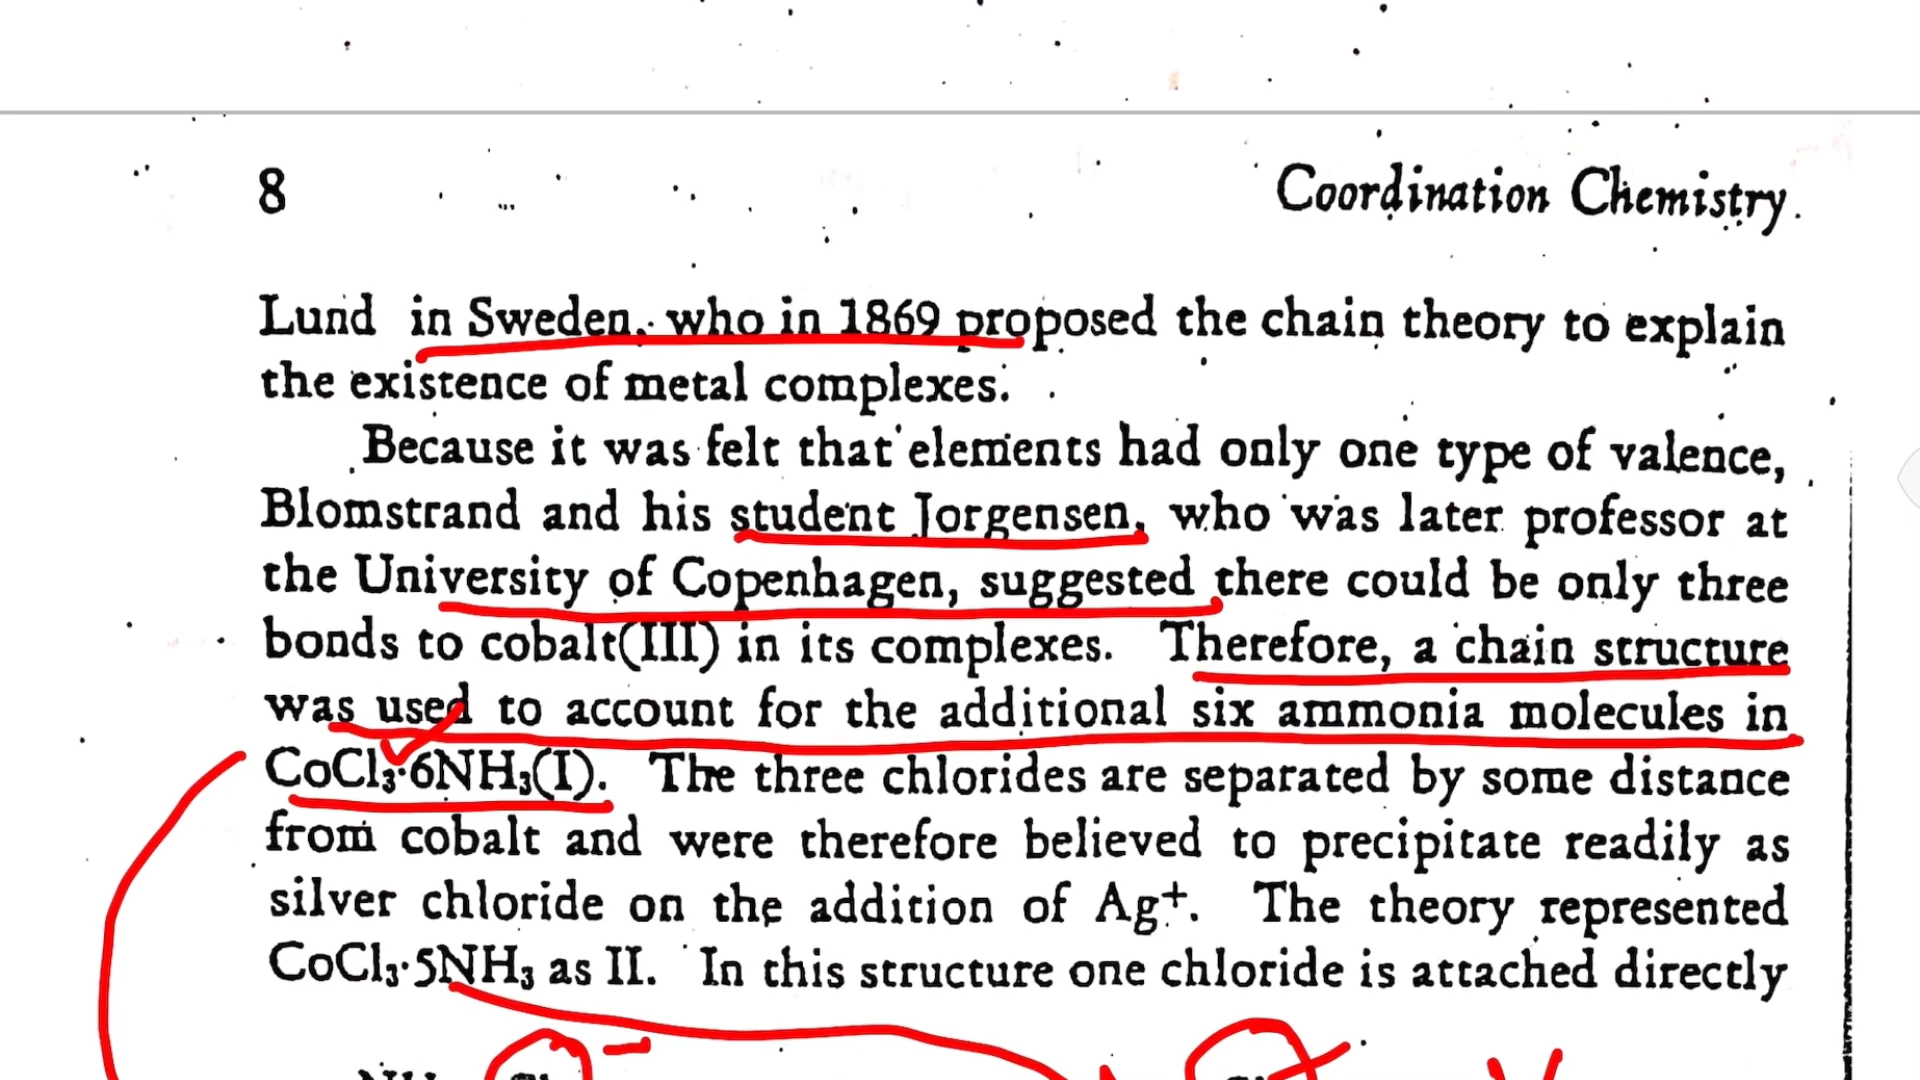 8
Coordination Chemistry.
Lund in Sweden, who in 1869 proposed the chain theory to explain
the existence of metal complexes.
Because it was felt that elements had only one type of valence,
Blomstrand and his student Jorgensen, who was later professor at
the University of Copenhagen, suggested there could be only three
bonds to cobalt(III) in its complexes. Therefore, a chain structure
was used to account for the additional six ammonia molecules in
CoCl₃·6NH₃(I). The three chlorides are separated by some distance
from cobalt and were therefore believed to precipitate readily as
silver chloride on the addition of Ag⁺. The theory represented
CoCl₃·5NH₃ as II. In this structure one chloride is attached directly